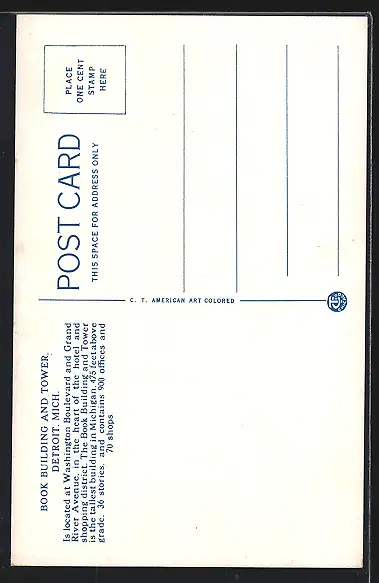 BOOK BUILDING AND TOWER,
DETROIT, MICH.
Is located at Washington Boulevard and Grand
River Avenue, in the heart of the hotel and
shopping district. The Book Building and Tower
is the tallest building in Michigan, 475 feet above
grade, 36 stories, and contains 900 offices and
70 shops
C. T. AMERICAN ART COLORED
POST CARD
THIS SPACE FOR ADDRESS ONLY
PLACE
ONE CENT
STAMP
HERE